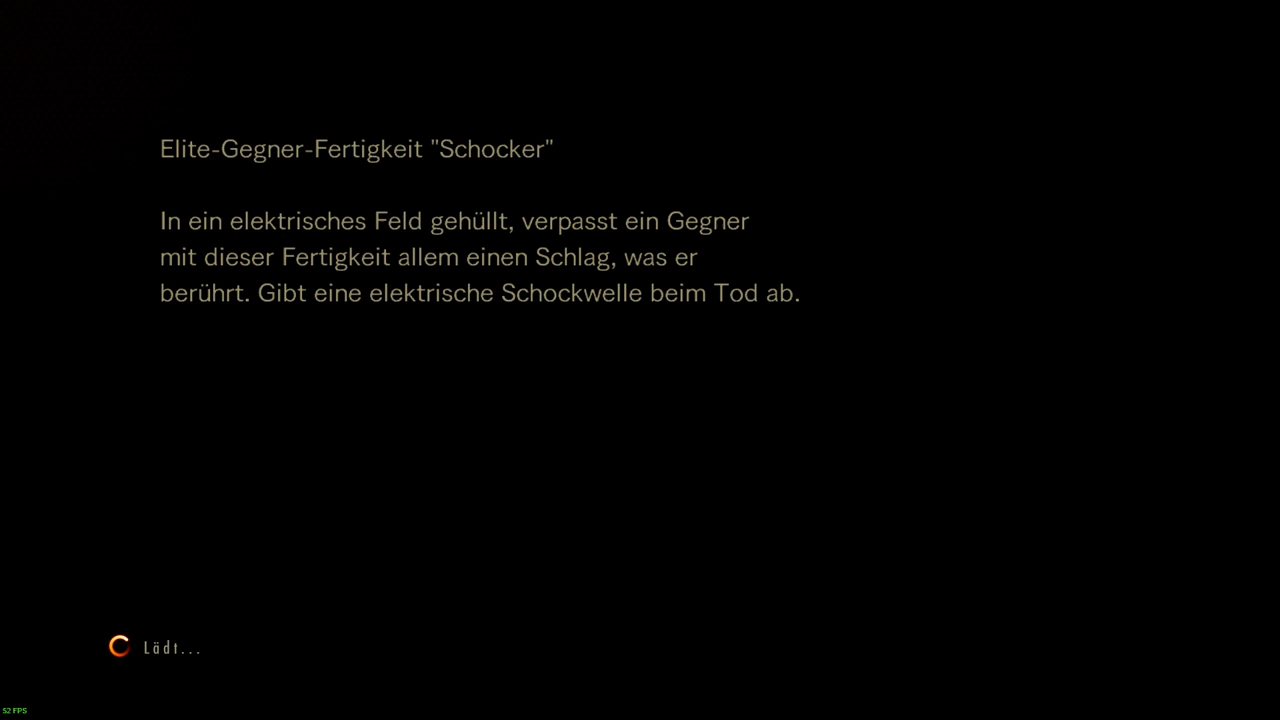 Elite-Gegner-Fertigkeit "Schocker"
In ein elektrisches Feld gehüllt, verpasst ein Gegner
mit dieser Fertigkeit allem einen Schlag, was er
berührt. Gibt eine elektrische Schockwelle beim Tod ab.
Lädt...
52 FPS